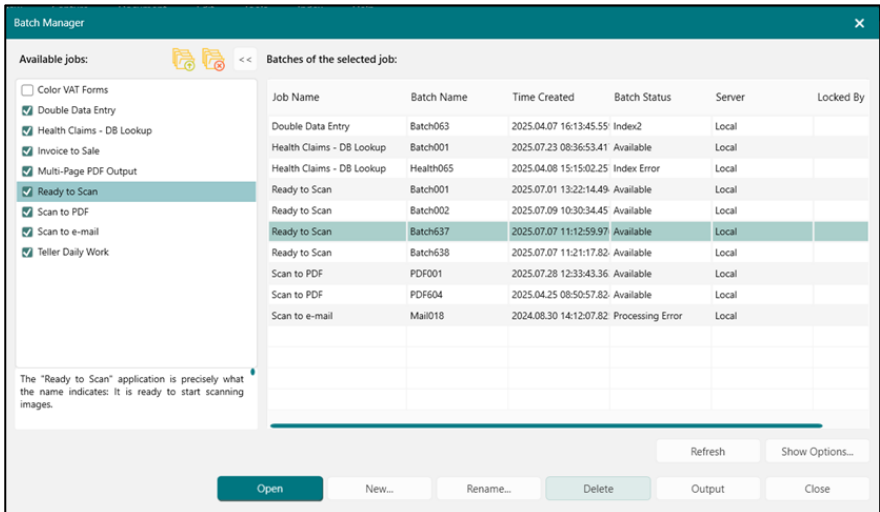 Batch Manager
Available jobs:
<<
Batches of the selected job:
Color VAT Forms
Double Data Entry
Health Claims - DB Lookup
Invoice to Sale
Multi-Page PDF Output
Ready to Scan
Scan to PDF
Scan to e-mail
Teller Daily Work
The "Ready to Scan" application is precisely what
the name indicates: It is ready to start scanning
images.
Job Name Batch Name Time Created Batch Status Server Locked By
Double Data Entry Batch063 2025.04.07 16:13:45.55 Index2 Local
Health Claims - DB Lookup Batch001 2025.07.23 08:36:53.41 Available Local
Health Claims - DB Lookup Health065 2025.04.08 15:15:02.25 Index Error Local
Ready to Scan Batch001 2025.07.01 13:22:14.49 Available Local
Ready to Scan Batch002 2025.07.09 10:30:34.45 Available Local
Ready to Scan Batch637 2025.07.07 11:12:59.97 Available Local
Ready to Scan Batch638 2025.07.07 11:21:17.82 Available Local
Scan to PDF PDF001 2025.07.28 12:33:43.36 Available Local
Scan to PDF PDF604 2025.04.25 08:50:57.82 Available Local
Scan to e-mail Mail018 2024.08.30 14:12:07.82 Processing Error Local
Refresh Show Options...
Open New... Rename... Delete Output Close